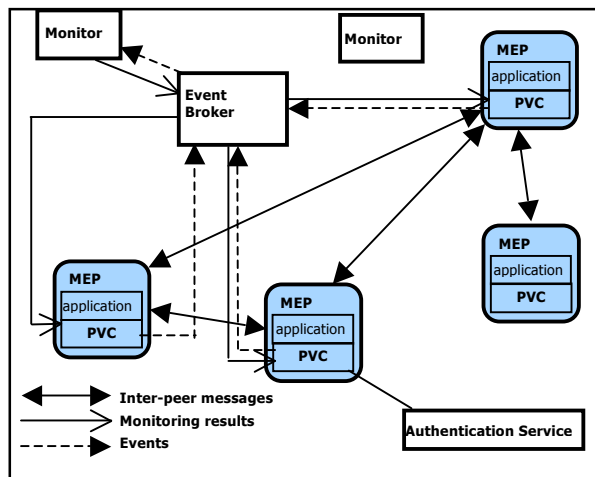 Monitor
Monitor
MEP
application
PVC
Event
Broker
MEP
application
PVC
MEP
application
PVC
MEP
application
PVC
Inter-peer messages
Monitoring results
Events
Authentication Service